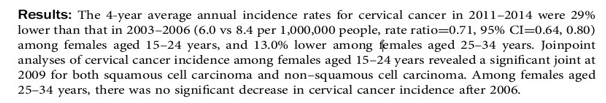 Results: The 4-year average annual incidence rates for cervical cancer in 2011–2014 were 29%
lower than that in 2003–2006 (6.0 vs 8.4 per 1,000,000 people, rate ratio=0.71, 95% CI=0.64, 0.80)
among females aged 15–24 years, and 13.0% lower among females aged 25–34 years. Joinpoint
analyses of cervical cancer incidence among females aged 15–24 years revealed a significant joint at
2009 for both squamous cell carcinoma and non–squamous cell carcinoma. Among females aged
25–34 years, there was no significant decrease in cervical cancer incidence after 2006.